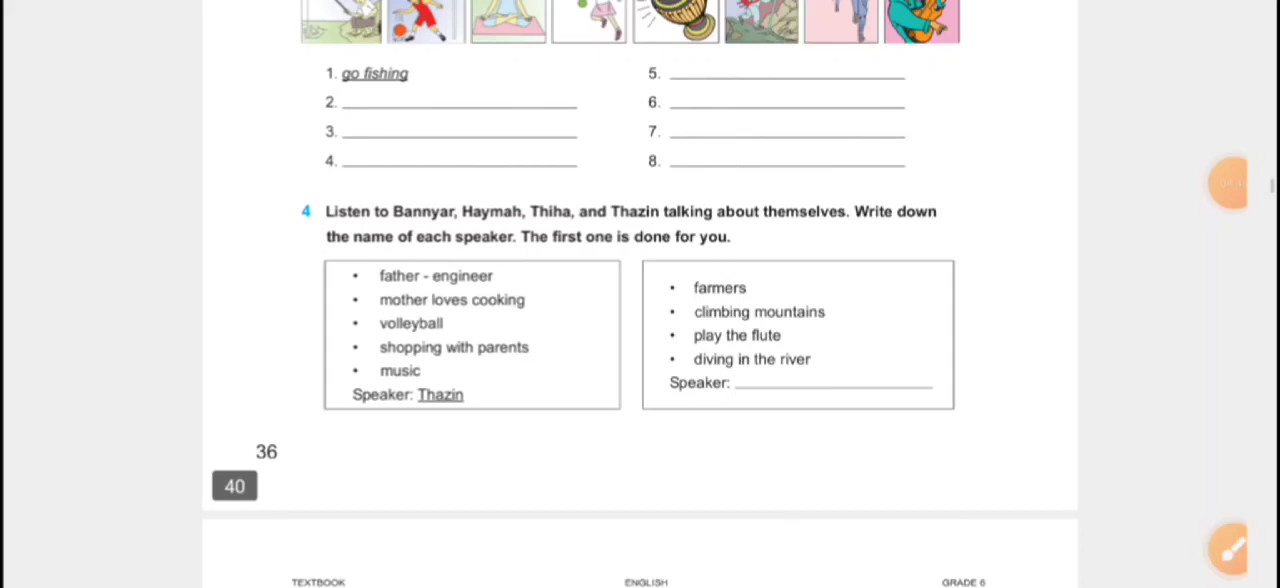 1. go fishing
2.
3.
4.
5.
6.
7.
8.
4 Listen to Bannyar, Haymah, Thiha, and Thazin talking about themselves. Write down
the name of each speaker. The first one is done for you.
• father - engineer
• mother loves cooking
• volleyball
• shopping with parents
• music
Speaker: Thazin
• farmers
• climbing mountains
• play the flute
• diving in the river
Speaker:
36
40
TEXTBOOK ENGLISH GRADE 6